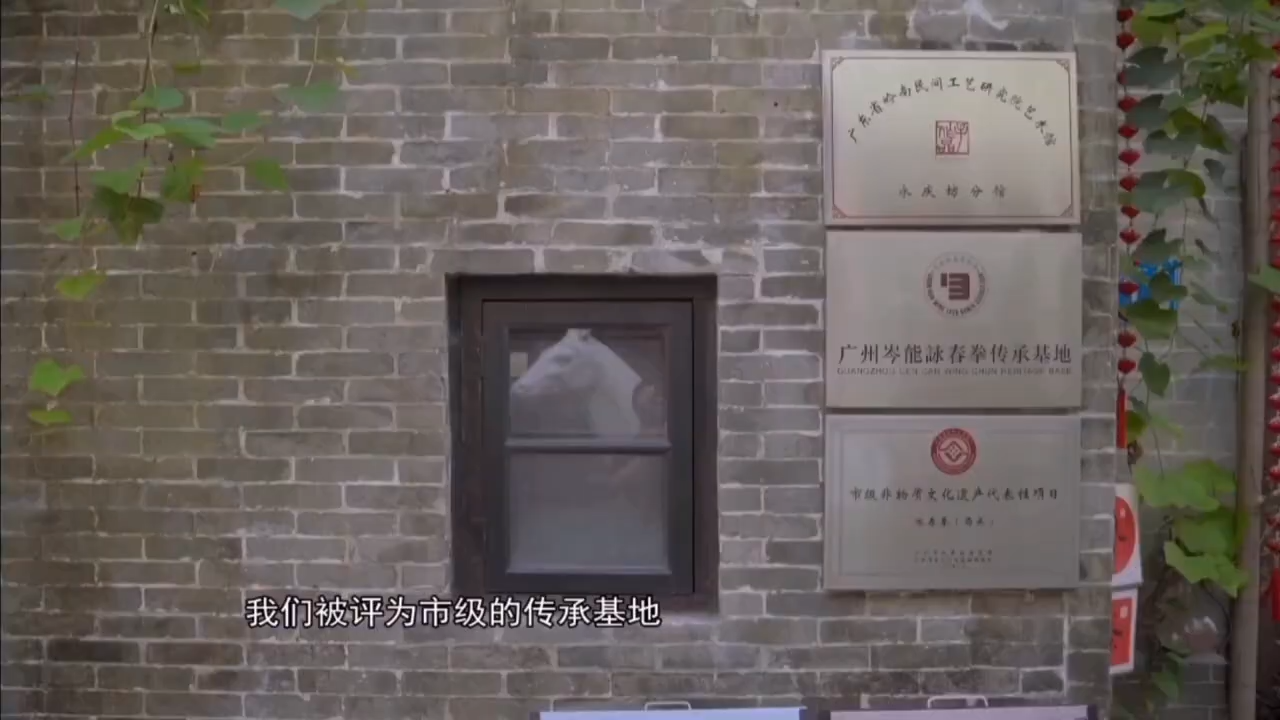 广东省岭南民间工艺研究院艺术馆
永庆坊分馆
广州岑能詠春拳传承基地
GUANGZHOU CEN CAN WING CHUN HERITAGE BASE
市级非物质文化遗产代表性项目
我们被评为市级的传承基地